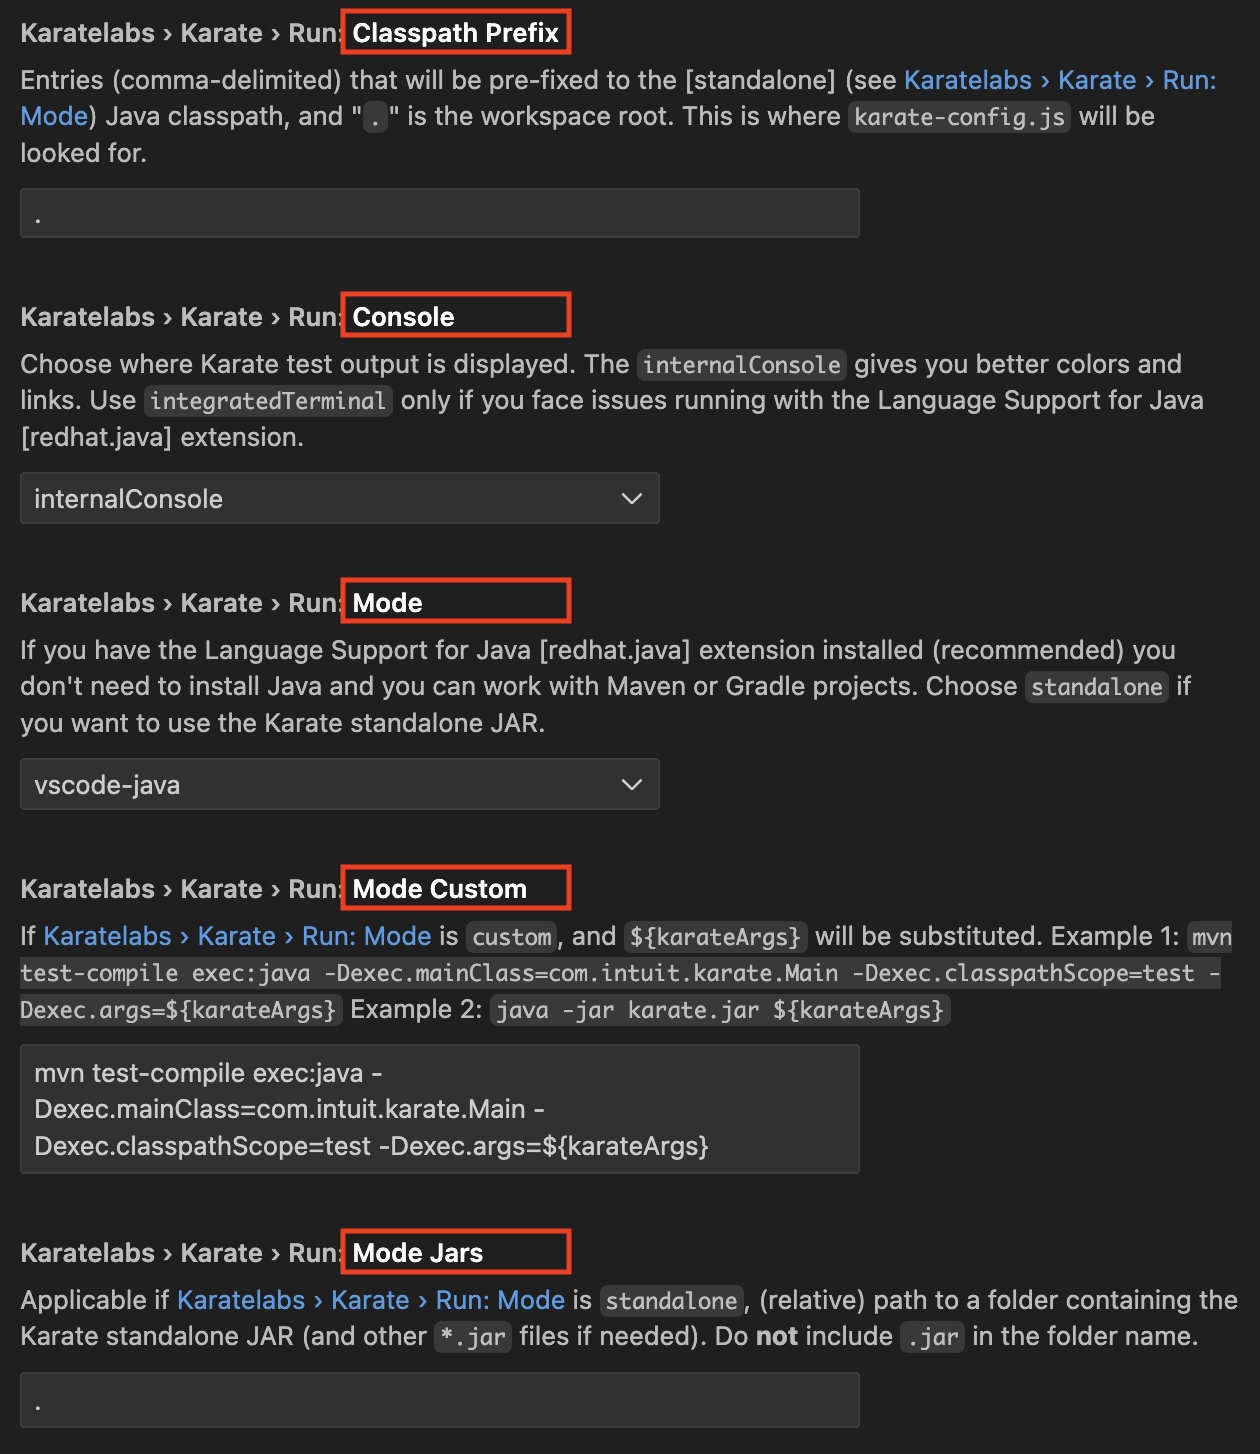 Karatelabs › Karate › Run: Classpath Prefix
Entries (comma-delimited) that will be pre-fixed to the [standalone] (see Karatelabs › Karate › Run:
Mode) Java classpath, and "." is the workspace root. This is where karate-config.js will be
looked for.
.
Karatelabs › Karate › Run: Console
Choose where Karate test output is displayed. The internalConsole gives you better colors and
links. Use integratedTerminal only if you face issues running with the Language Support for Java
[redhat.java] extension.
internalConsole
Karatelabs › Karate › Run: Mode
If you have the Language Support for Java [redhat.java] extension installed (recommended) you
don't need to install Java and you can work with Maven or Gradle projects. Choose standalone if
you want to use the Karate standalone JAR.
vscode-java
Karatelabs › Karate › Run: Mode Custom
If Karatelabs › Karate › Run: Mode is custom, and ${karateArgs} will be substituted. Example 1: mvn
test-compile exec:java -Dexec.mainClass=com.intuit.karate.Main -Dexec.classpathScope=test -
Dexec.args=${karateArgs} Example 2: java -jar karate.jar ${karateArgs}
mvn test-compile exec:java -
Dexec.mainClass=com.intuit.karate.Main -
Dexec.classpathScope=test -Dexec.args=${karateArgs}
Karatelabs › Karate › Run: Mode Jars
Applicable if Karatelabs › Karate › Run: Mode is standalone, (relative) path to a folder containing the
Karate standalone JAR (and other *.jar files if needed). Do not include .jar in the folder name.
.